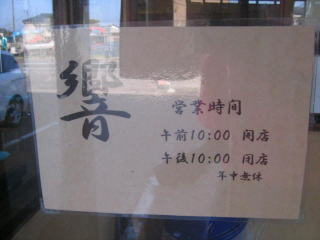 響
営業時間
午前10:00 開店
午後10:00 閉店
年中無休